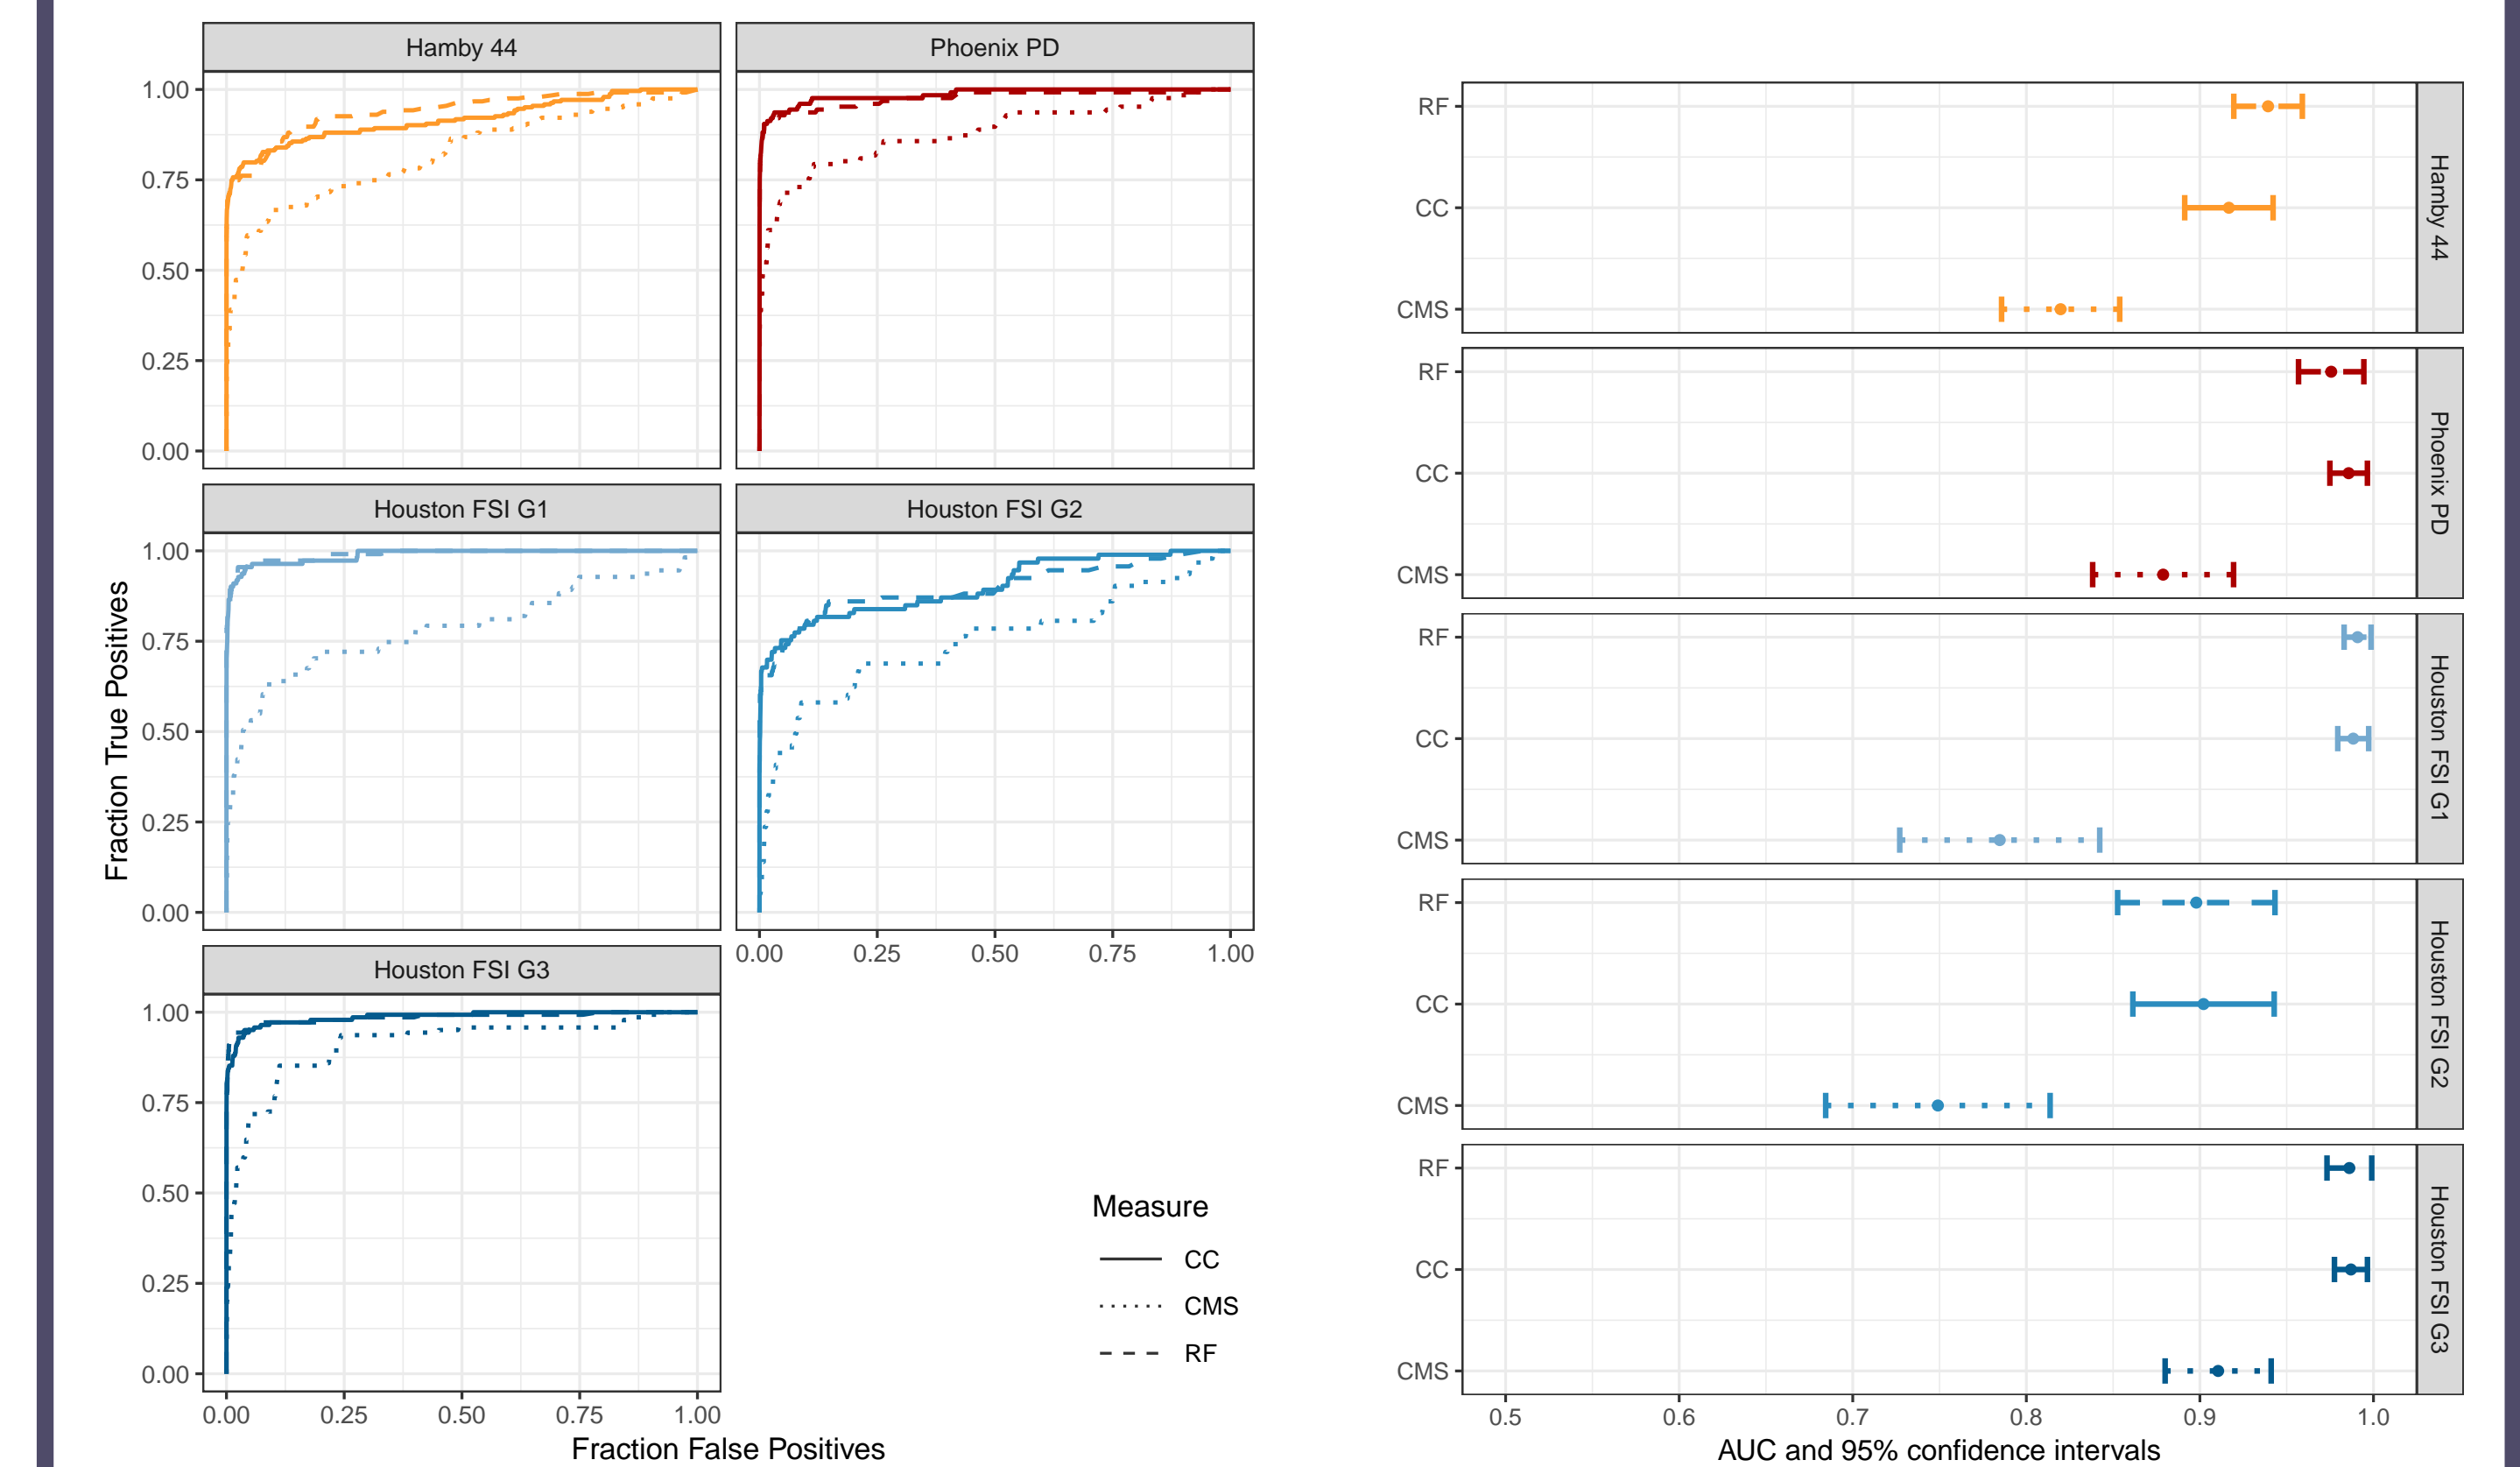 Hamby 44
Phoenix PD
1.00
0.75
0.50
0.25
0.00
Houston FSI G1
Houston FSI G2
1.00
0.75
0.50
0.25
0.00
0.00 0.25 0.50 0.75 1.00
Houston FSI G3
1.00
0.75
0.50
0.25
0.00
0.00 0.25 0.50 0.75 1.00
Fraction True Positives
Fraction False Positives
Measure
CC
CMS
RF
RF
CC
CMS
Hamby 44
RF
CC
CMS
Phoenix PD
RF
CC
CMS
Houston FSI G1
RF
CC
CMS
Houston FSI G2
RF
CC
CMS
Houston FSI G3
0.5 0.6 0.7 0.8 0.9 1.0
AUC and 95% confidence intervals